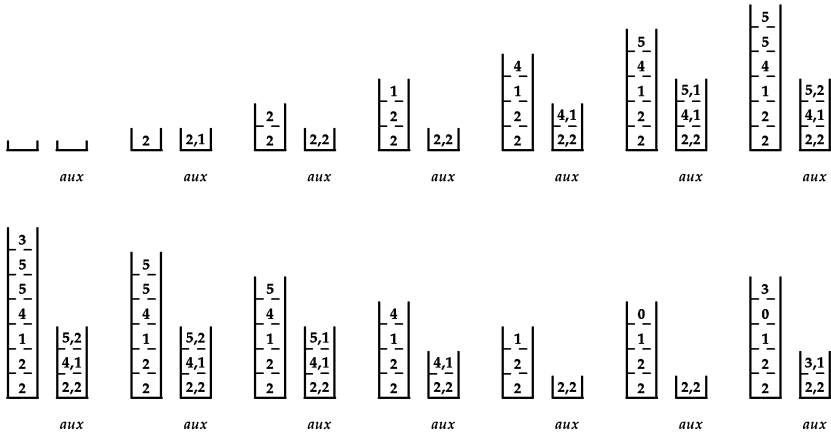 5
5 5
4 4 4
1 1 1 5,1 1 5,2
2 2 2 4,1 2 4,1 2 4,1
2 2,1 2 2,2 2 2,2 2 2,2 2 2,2 2 2,2
aux aux aux aux aux aux aux
3
5 5
5 5 5 3
4 4 4 4 0 0
1 5,2 1 5,2 1 5,1 1 1 1 1
2 4,1 2 4,1 2 4,1 2 4,1 2 2 2 3,1
2 2,2 2 2,2 2 2,2 2 2,2 2 2,2 2 2,2 2 2,2
aux aux aux aux aux aux aux